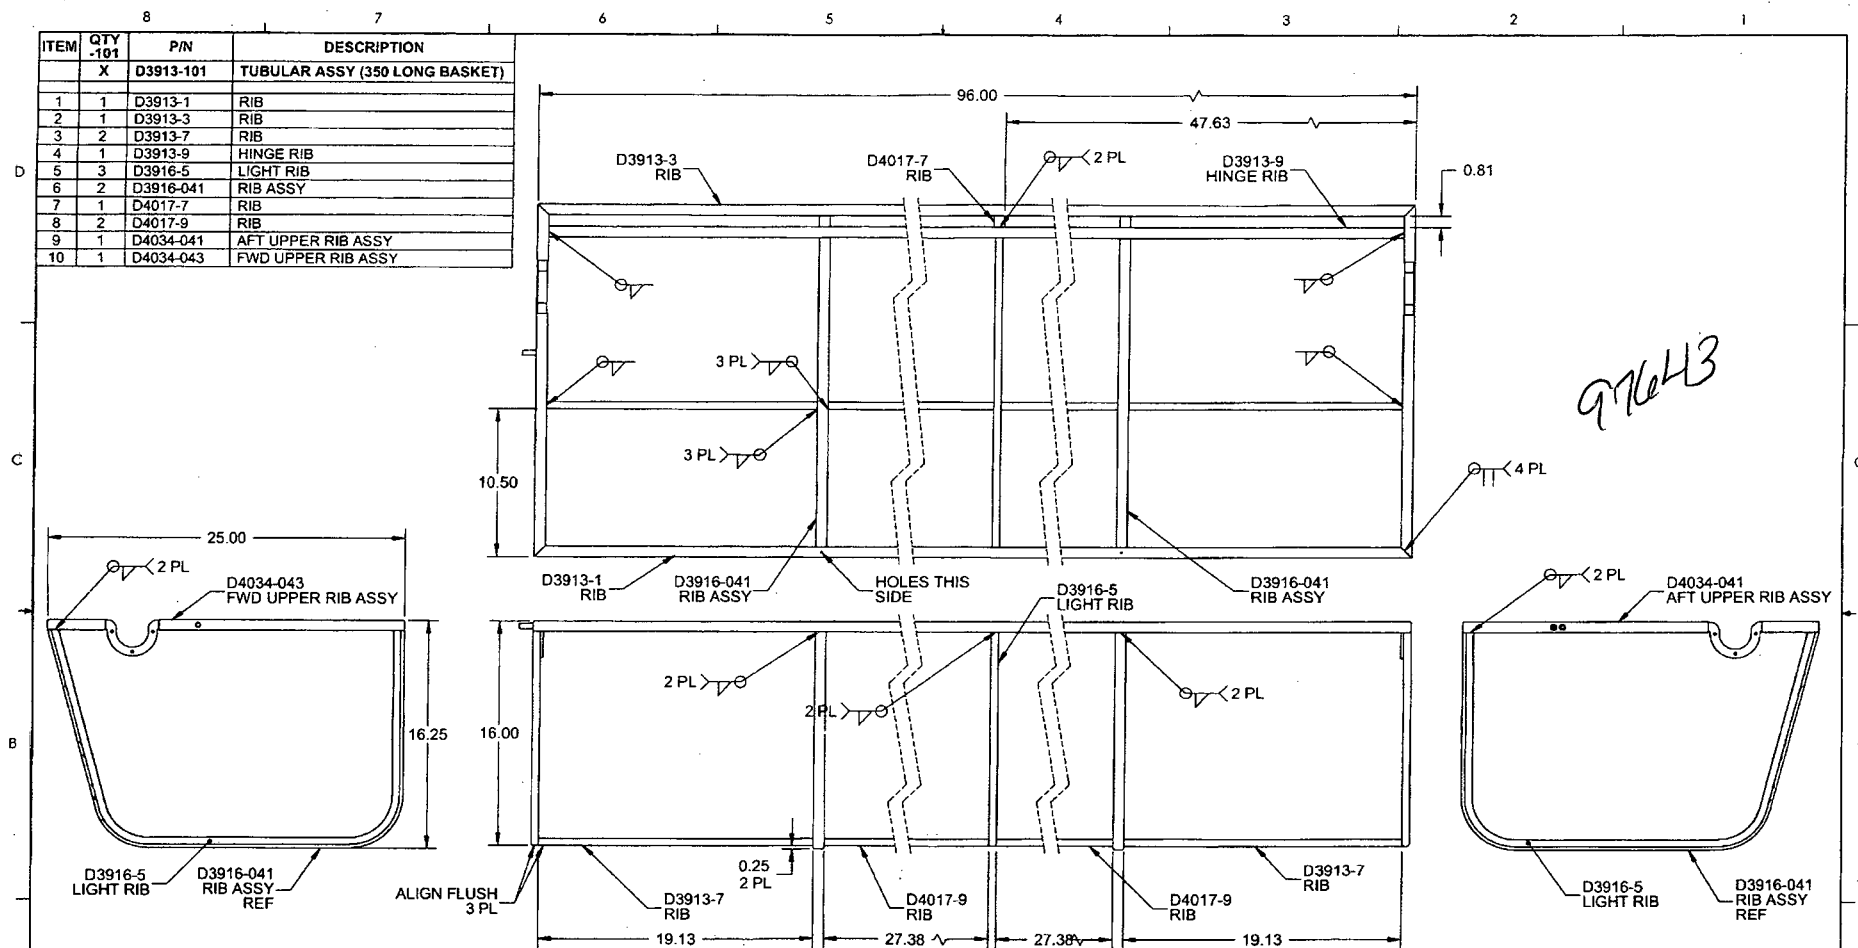 8 7 6 5 4 3 2 1
ITEM QTY -101 P/N DESCRIPTION
X D3913-101 TUBULAR ASSY (350 LONG BASKET)
1 1 D3913-1 RIB
2 1 D3913-3 RIB
3 2 D3913-7 RIB
4 1 D3913-9 HINGE RIB
5 3 D3916-5 LIGHT RIB
6 2 D3916-041 RIB ASSY
7 1 D4017-7 RIB
8 2 D4017-9 RIB
9 1 D4034-041 AFT UPPER RIB ASSY
10 1 D4034-043 FWD UPPER RIB ASSY
96.00
47.63
D
D3913-3
RIB
D4017-7
RIB
2 PL
D3913-9
HINGE RIB
0.81
3 PL
97643
C
3 PL
C
10.50
4 PL
25.00
2 PL
D4034-043
FWD UPPER RIB ASSY
D3913-1
RIB
D3916-041
RIB ASSY
HOLES THIS
SIDE
D3916-5
LIGHT RIB
D3916-041
RIB ASSY
2 PL
D4034-041
AFT UPPER RIB ASSY
2 PL
2 PL
2 PL
B
16.25
16.00
D3916-5
LIGHT RIB
D3916-041
RIB ASSY
REF
ALIGN FLUSH
3 PL
D3913-7
RIB
0.25
2 PL
D4017-9
RIB
D4017-9
RIB
D3913-7
RIB
D3916-5
LIGHT RIB
D3916-041
RIB ASSY
REF
19.13
27.38
27.38
19.13